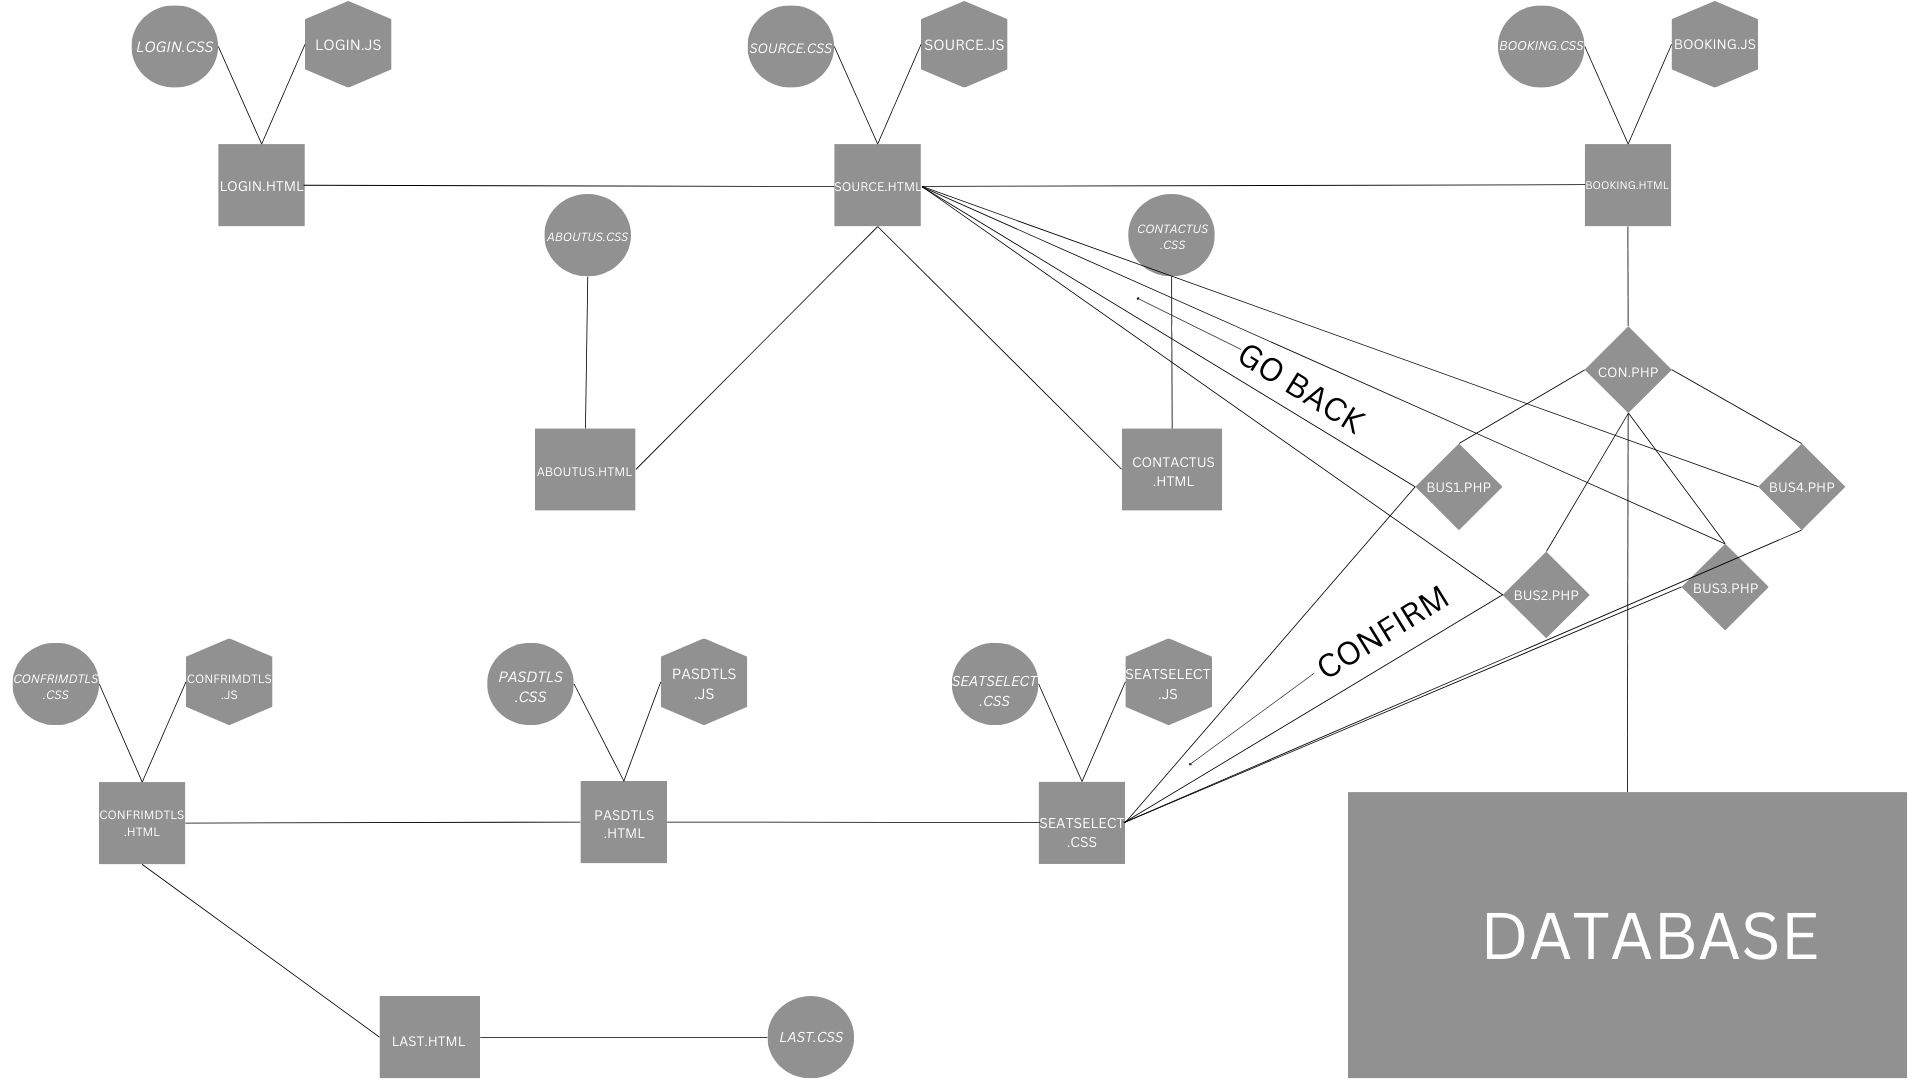 LOGIN.CSS
LOGIN.JS
SOURCE.CSS
SOURCE.JS
BOOKING.CSS
BOOKING.JS
LOGIN.HTML
SOURCE.HTML
BOOKING.HTML
ABOUTUS.CSS
CONTACTUS
.CSS
GO BACK
CON.PHP
ABOUTUS.HTML
CONTACTUS
.HTML
BUS1.PHP
BUS4.PHP
BUS2.PHP
BUS3.PHP
CONFIRM
CONFRIMDTLS
.CSS
CONFRIMDTLS
.JS
PASDTLS
.CSS
PASDTLS
.JS
SEATSELECT
.CSS
SEATSELECT
.JS
CONFRIMDTLS
.HTML
PASDTLS
.HTML
SEATSELECT
.CSS
DATABASE
LAST.HTML
LAST.CSS